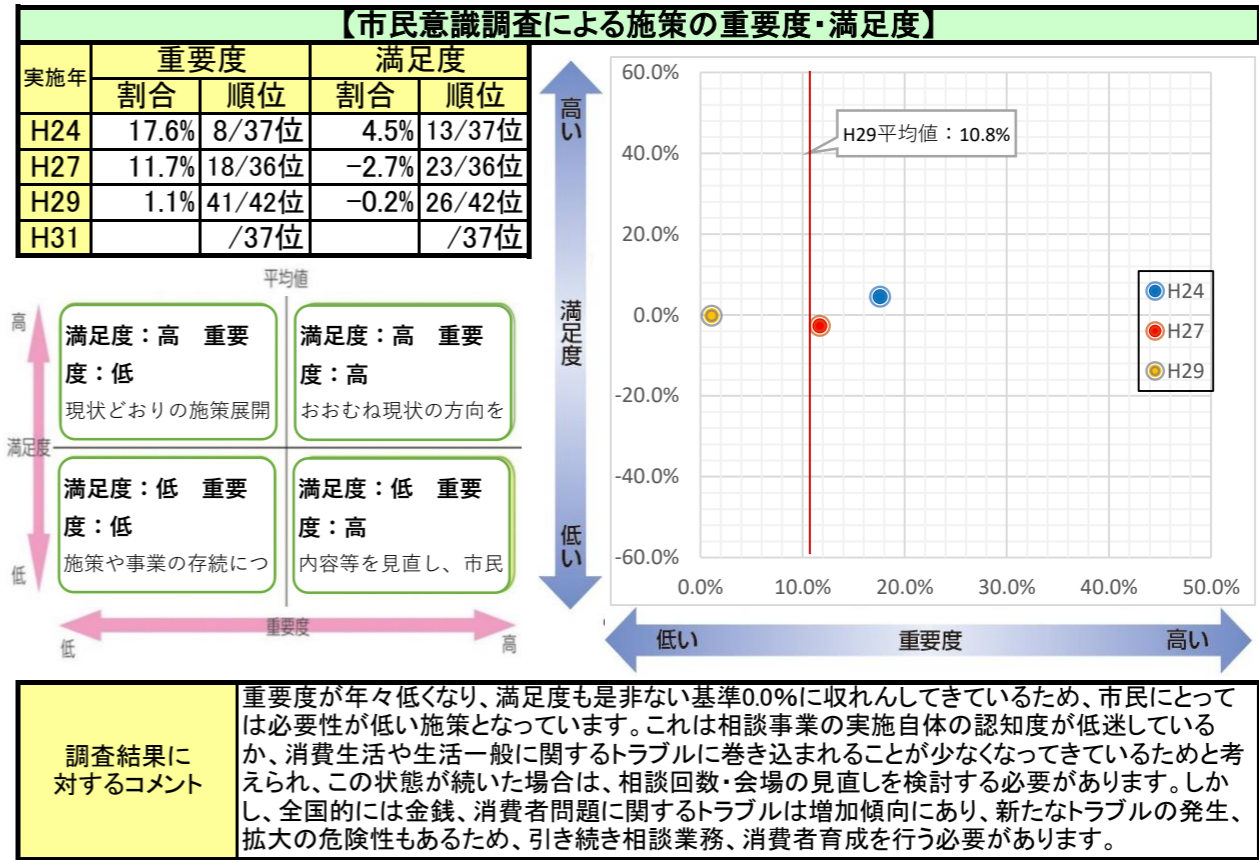 【市民意識調査による施策の重要度・満足度】
実施年 重要度 満足度
割合 順位 割合 順位
H24 17.6% 8/37位 4.5% 13/37位
H27 11.7% 18/36位 −2.7% 23/36位
H29 1.1% 41/42位 −0.2% 26/42位
H31 /37位 /37位
平均値
高
満足度
低
満足度：高　重要
度：低
現状どおりの施策展開
満足度：高　重要
度：高
おおむね現状の方向を
満足度：低　重要
度：低
施策や事業の存続につ
満足度：低　重要
度：高
内容等を見直し、市民
低
重要度
高
高い
満足度
低い
60.0%
40.0%
20.0%
0.0%
-20.0%
-40.0%
-60.0%
H29平均値：10.8%
H24
H27
H29
0.0% 10.0% 20.0% 30.0% 40.0% 50.0%
低い 重要度 高い
調査結果に
対するコメント
重要度が年々低くなり、満足度も是非ない基準0.0%に収れんしてきているため、市民にとって
は必要性が低い施策となっています。これは相談事業の実施自体の認知度が低迷している
か、消費生活や生活一般に関するトラブルに巻き込まれることが少なくなってきているためと考
えられ、この状態が続いた場合は、相談回数・会場の見直しを検討する必要があります。しか
し、全国的には金銭、消費者問題に関するトラブルは増加傾向にあり、新たなトラブルの発生、
拡大の危険性もあるため、引き続き相談業務、消費者育成を行う必要があります。